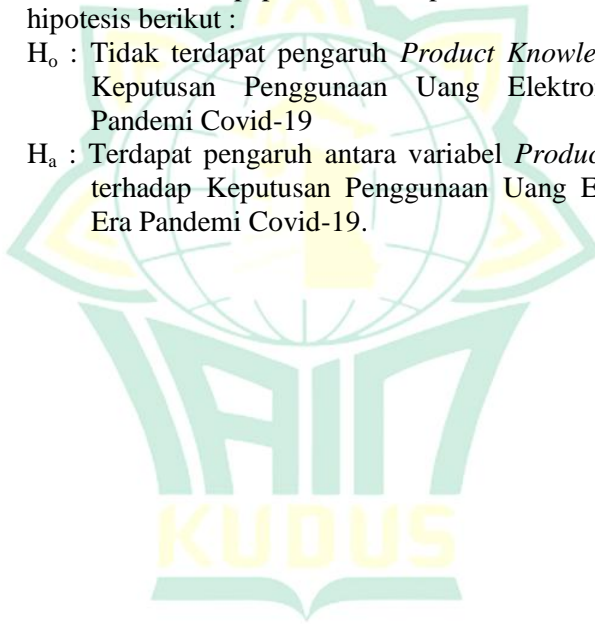 hipotesis berikut :
Ho : Tidak terdapat pengaruh Product Knowle
Keputusan Penggunaan Uang Elektro
Pandemi Covid-19
Ha : Terdapat pengaruh antara variabel Produc
terhadap Keputusan Penggunaan Uang E
Era Pandemi Covid-19.
IAIN
KUDUS